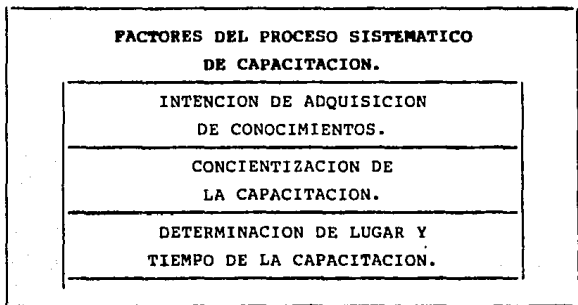 FACTORES DEL PROCESO SISTEMATICO
DE CAPACITACION.
INTENCION DE ADQUISICION
DE CONOCIMIENTOS.
CONCIENTIZACION DE
LA CAPACITACION.
DETERMINACION DE LUGAR Y
TIEMPO DE LA CAPACITACION.